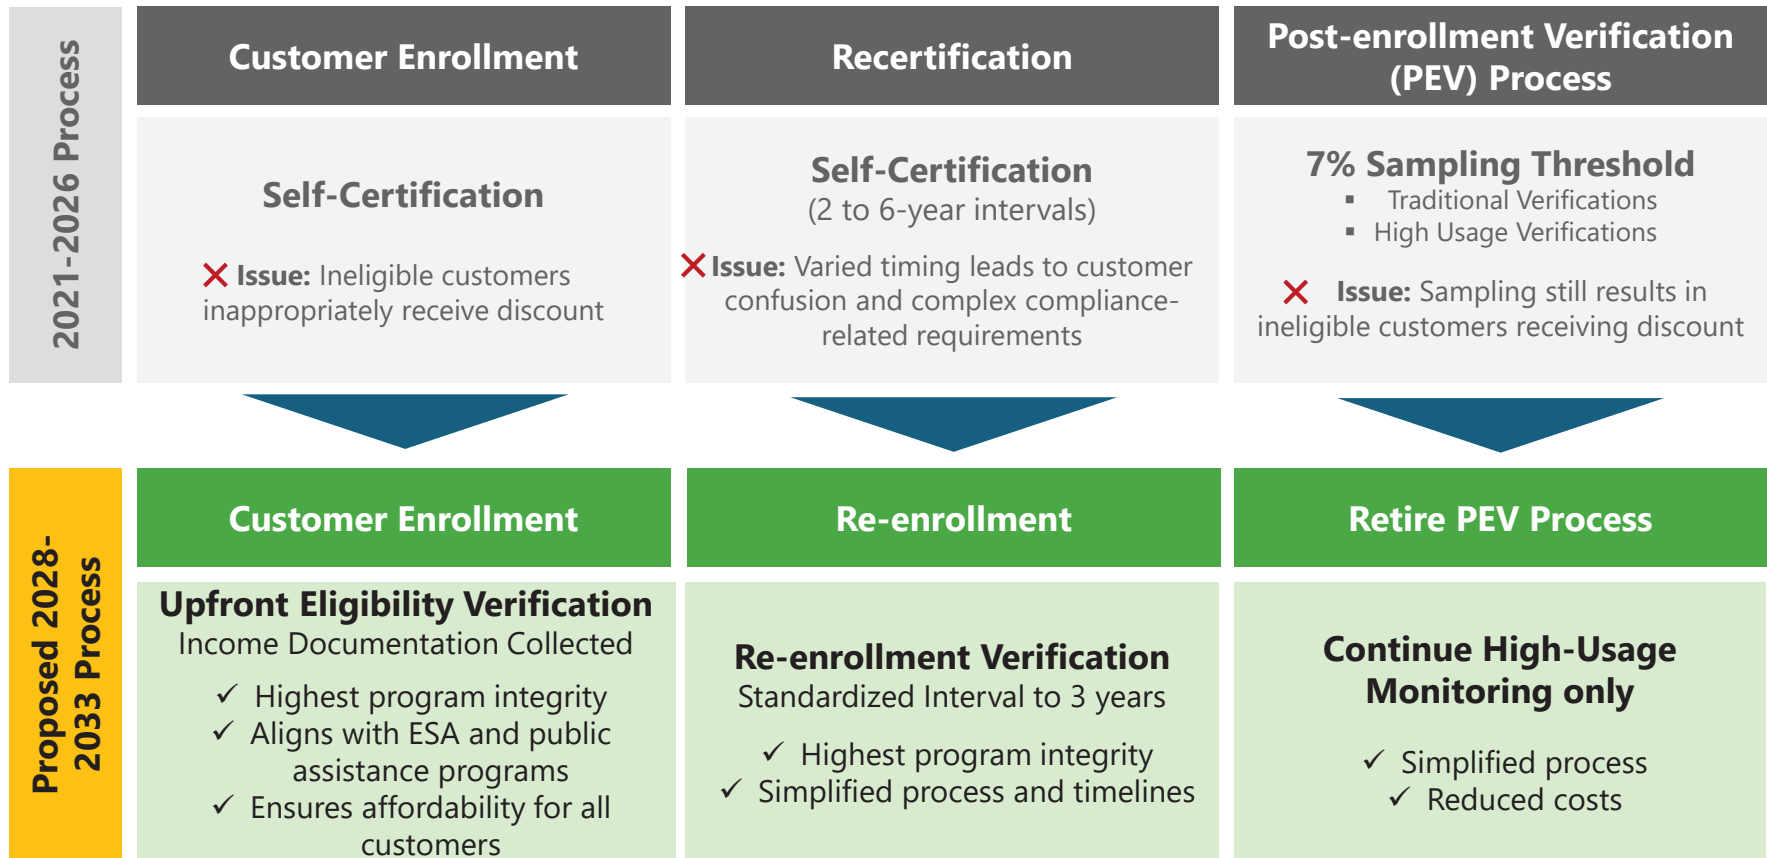 2021-2026 Process
Customer Enrollment
Self-Certification
Issue: Ineligible customers
inappropriately receive discount
Recertification
Self-Certification
(2 to 6-year intervals)
Issue: Varied timing leads to customer
confusion and complex compliance-
related requirements
Post-enrollment Verification
(PEV) Process
7% Sampling Threshold
▪ Traditional Verifications
▪ High Usage Verifications
Issue: Sampling still results in
ineligible customers receiving discount
Proposed 2028-
2033 Process
Customer Enrollment
Upfront Eligibility Verification
Income Documentation Collected
✓ Highest program integrity
✓ Aligns with ESA and public
assistance programs
✓ Ensures affordability for all
customers
Re-enrollment
Re-enrollment Verification
Standardized Interval to 3 years
✓ Highest program integrity
✓ Simplified process and timelines
Retire PEV Process
Continue High-Usage
Monitoring only
✓ Simplified process
✓ Reduced costs